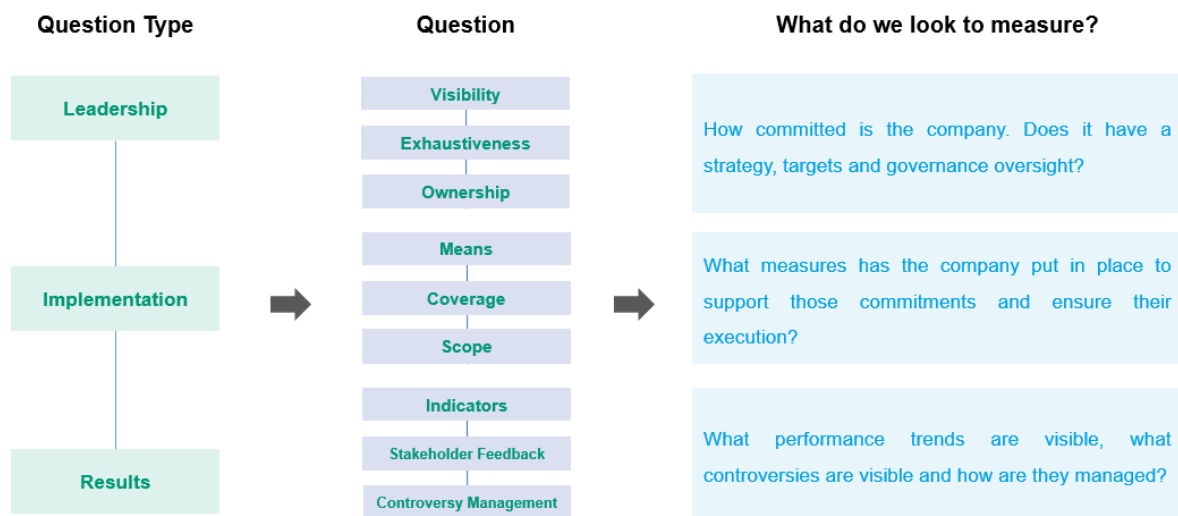 Question Type
Question
What do we look to measure?
Leadership
Visibility
Exhaustiveness
Ownership
How committed is the company. Does it have a
strategy, targets and governance oversight?
Implementation
Means
Coverage
Scope
What measures has the company put in place to
support those commitments and ensure their
execution?
Results
Indicators
Stakeholder Feedback
Controversy Management
What performance trends are visible, what
controversies are visible and how are they managed?